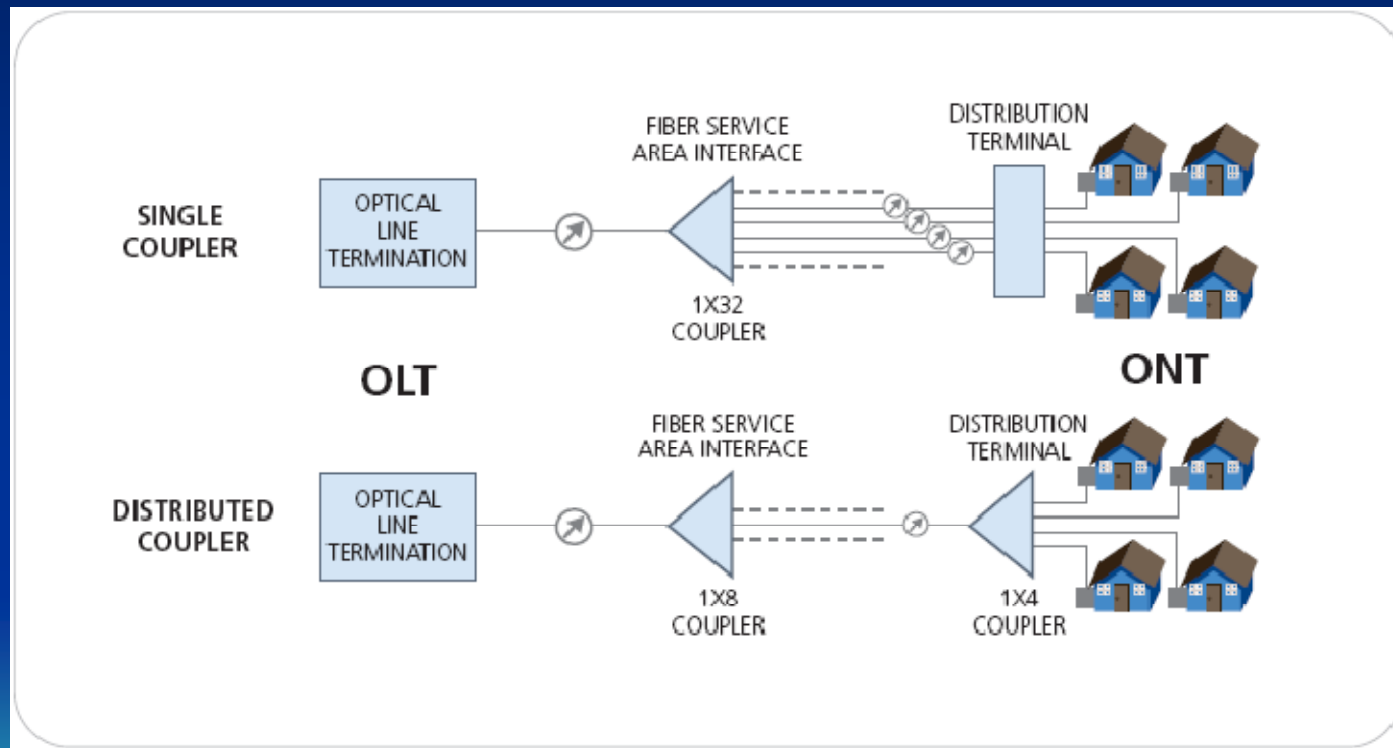 DISTRIBUTION
TERMINAL
FIBER SERVICE
AREA INTERFACE
SINGLE
COUPLER
OPTICAL
LINE
TERMINATION
1X32
COUPLER
OLT
ONT
FIBER SERVICE
AREA INTERFACE
DISTRIBUTION
TERMINAL
DISTRIBUTED
COUPLER
OPTICAL
LINE
TERMINATION
1X8
COUPLER
1X4
COUPLER